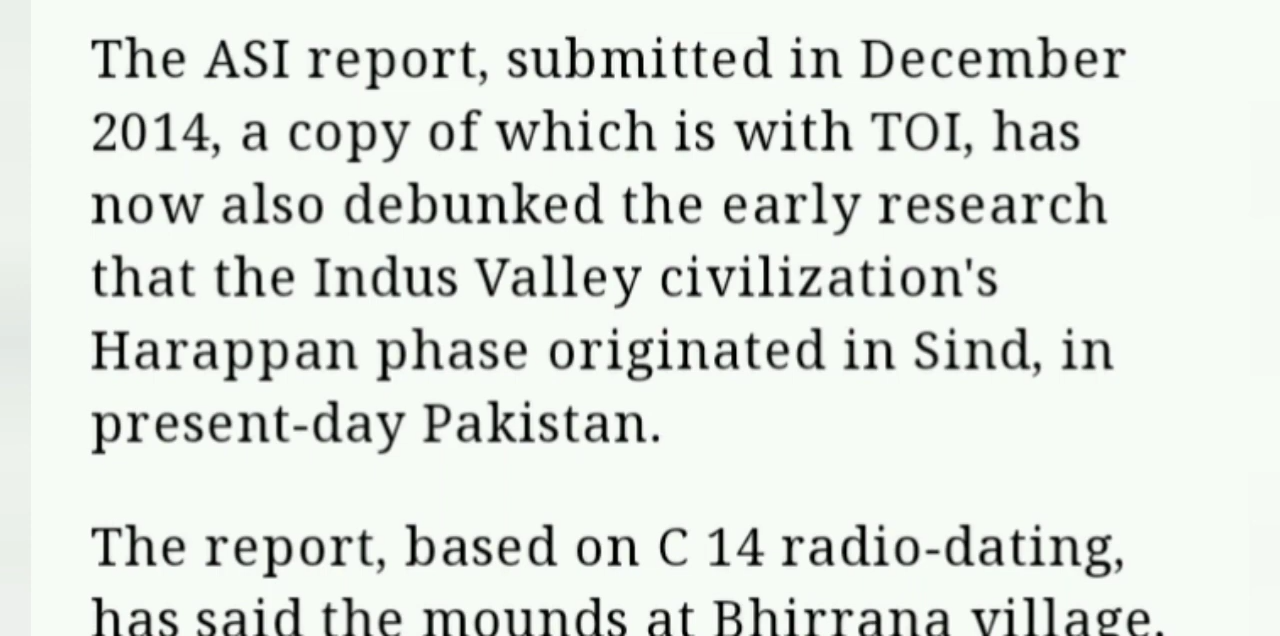 The ASI report, submitted in December
2014, a copy of which is with TOI, has
now also debunked the early research
that the Indus Valley civilization's
Harappan phase originated in Sind, in
present-day Pakistan.
The report, based on C 14 radio-dating,
has said the mounds at Bhirrana village,